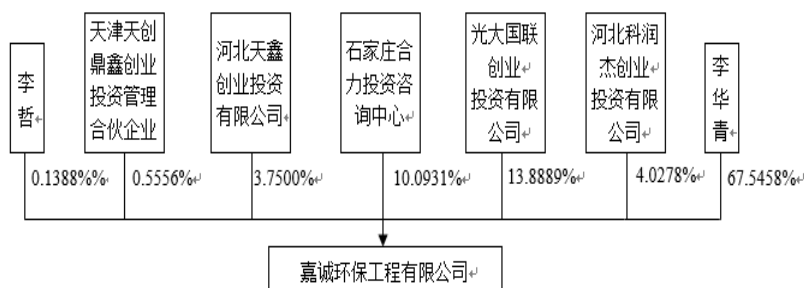 李
哲
天津天创
鼎鑫创业
投资管理
合伙企业
河北天鑫
创业投资
有限公司
石家庄合
力投资咨
询中心
光大国联
创业
投资有限
公司
河北科润
杰创业
投资有限
公司
李
华
青
0.1388%%
0.5556%
3.7500%
10.0931%
13.8889%
4.0278%
67.5458%
嘉诚环保工程有限公司